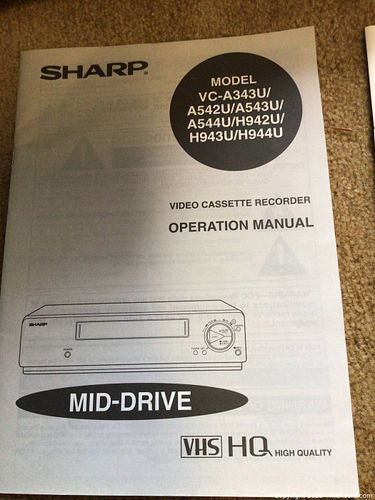 SHARP®
MODEL
VC-A343U/
A542U/A543U/
A544U/H942U/
H943U/H944U
VIDEO CASSETTE RECORDER
OPERATION MANUAL
SHARP
MID-DRIVE
VHS HQ HIGH QUALITY